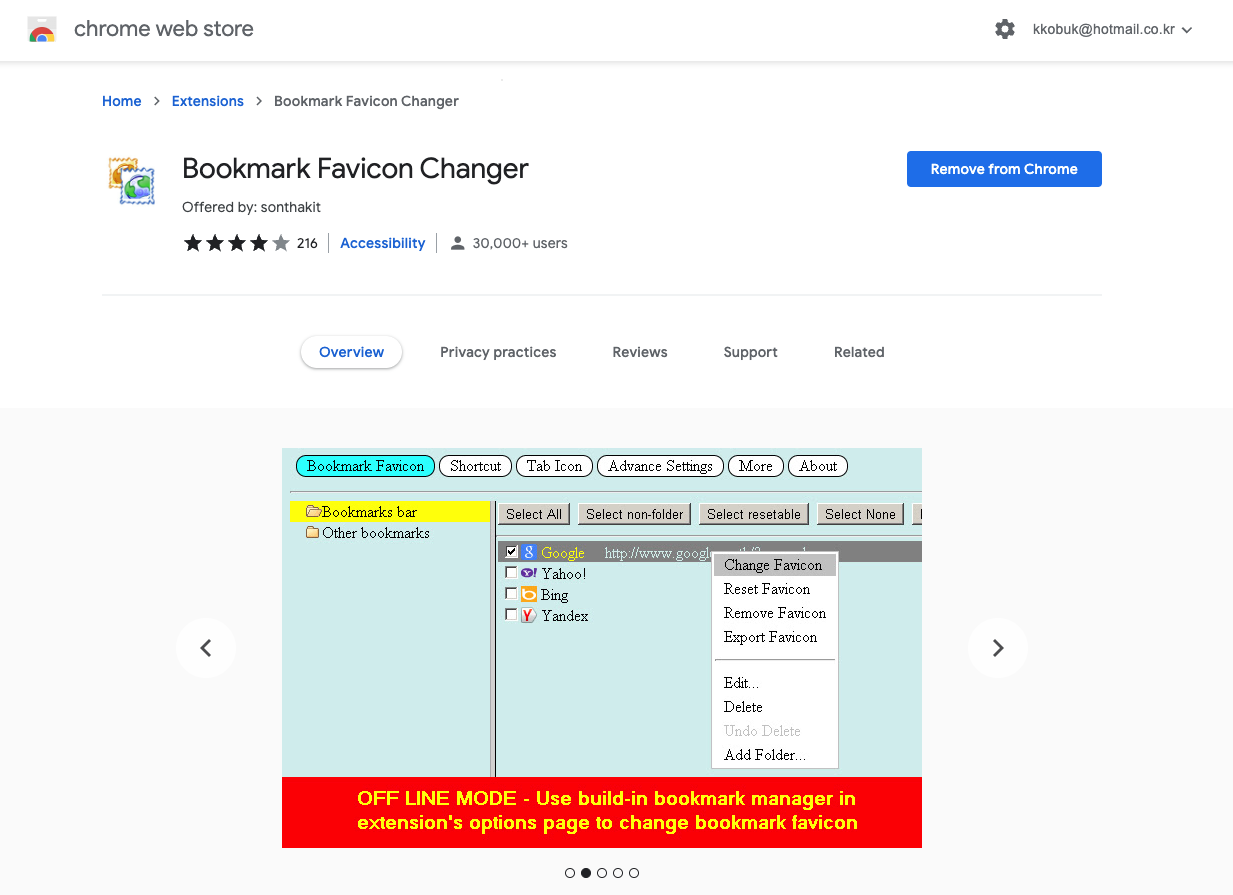 chrome web store
kkobuk@hotmail.co.kr
Home > Extensions > Bookmark Favicon Changer
Bookmark Favicon Changer
Remove from Chrome
Offered by: sonthakit
216 Accessibility 30,000+ users
Overview Privacy practices Reviews Support Related
Bookmark Favicon Shortcut Tab Icon Advance Settings More About
Bookmarks bar
Other bookmarks
Select All Select non-folder Select resetable Select None
Google http://www.google
Yahoo!
Bing
Yandex
Change Favicon
Reset Favicon
Remove Favicon
Export Favicon
Edit...
Delete
Undo Delete
Add Folder...
OFF LINE MODE - Use build-in bookmark manager in
extension's options page to change bookmark favicon